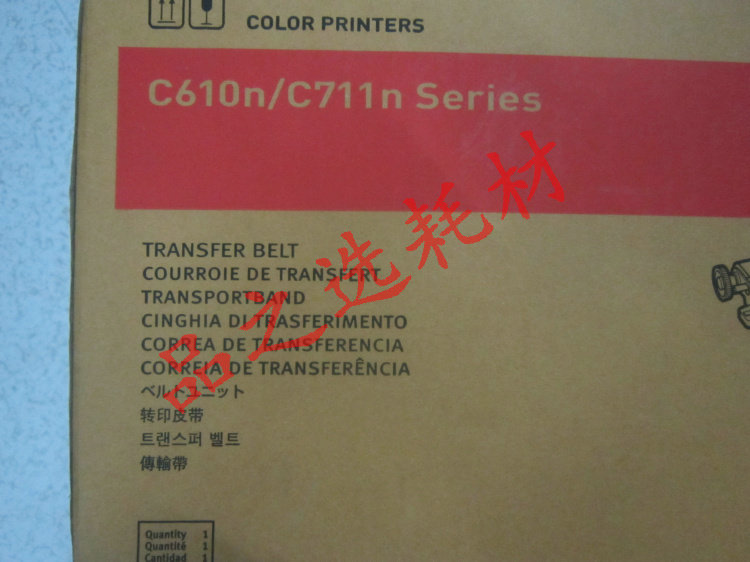 COLOR PRINTERS
C610n/C711n Series
TRANSFER BELT
COURROIE DE TRANSFERT
TRANSPORTBAND
CINGHIA DI TRASFERIMENTO
CORREA DE TRANSFERENCIA
CORREIA DE TRANSFERÊNCIA
ベルトユニット
转印皮带
트랜스퍼 벨트
傳輸帶
品之选耗材
Quantity 1
Quantité 1
Cantidad 1